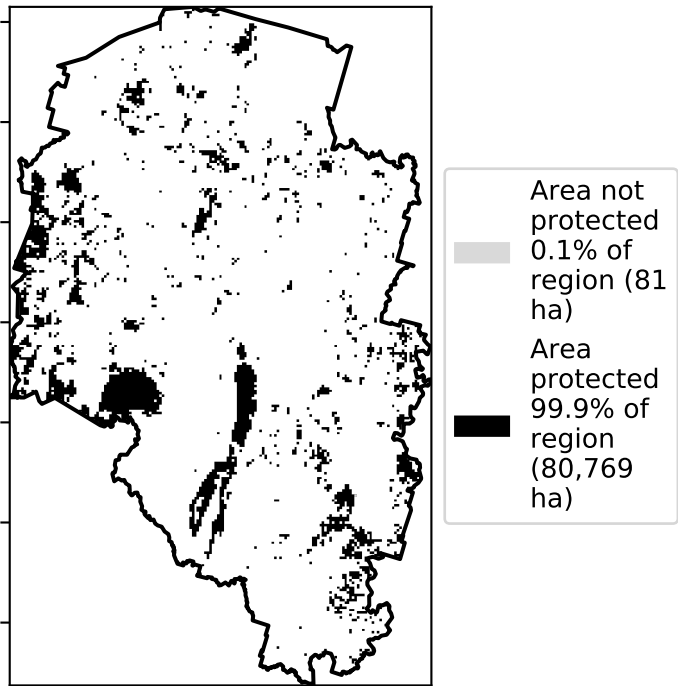 Area not
protected
0.1% of
region (81
ha)
Area
protected
99.9% of
region
(80,769
ha)